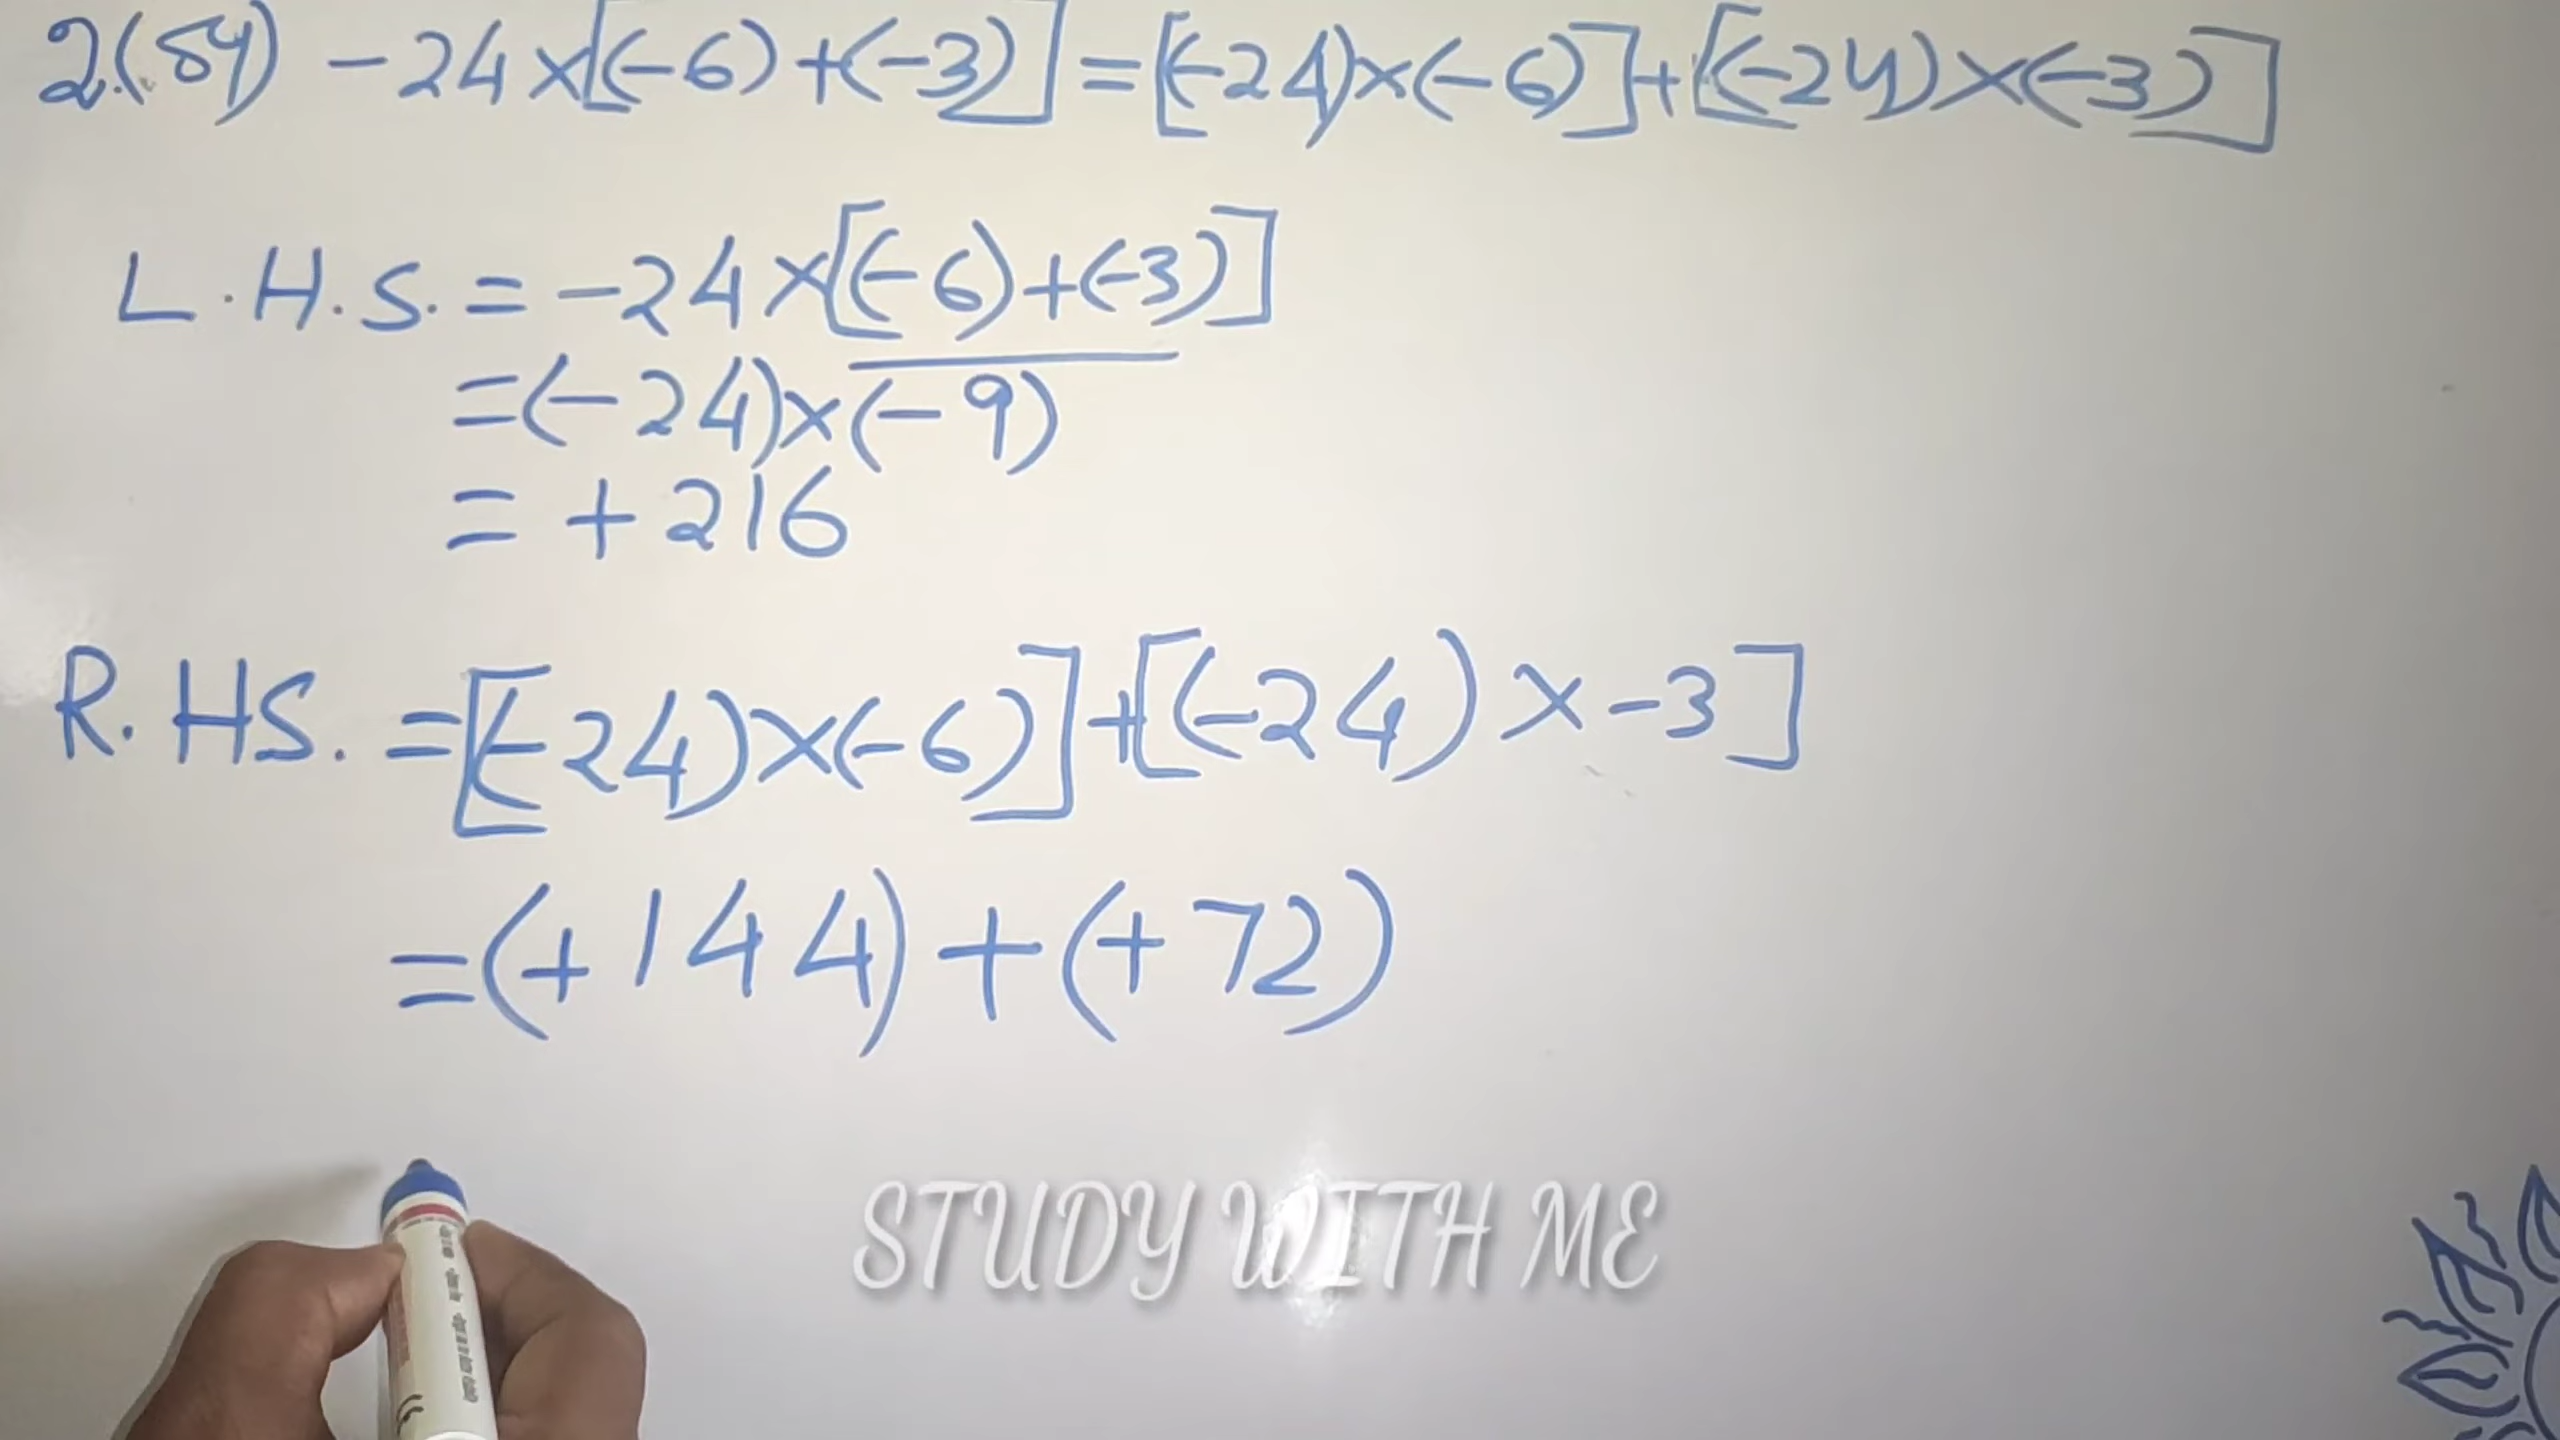 2.(54) -24×[(-6)+(-3)]=[(-24)×(-6)]+[(-24)×(-3)]
L.H.S.=-24×[(-6)+(-3)]
=(-24)×(-9)
=+216
R.HS.=[(-24)×(-6)]+[(-24)×-3]
=(+144)+(+72)
STUDY WITH ME